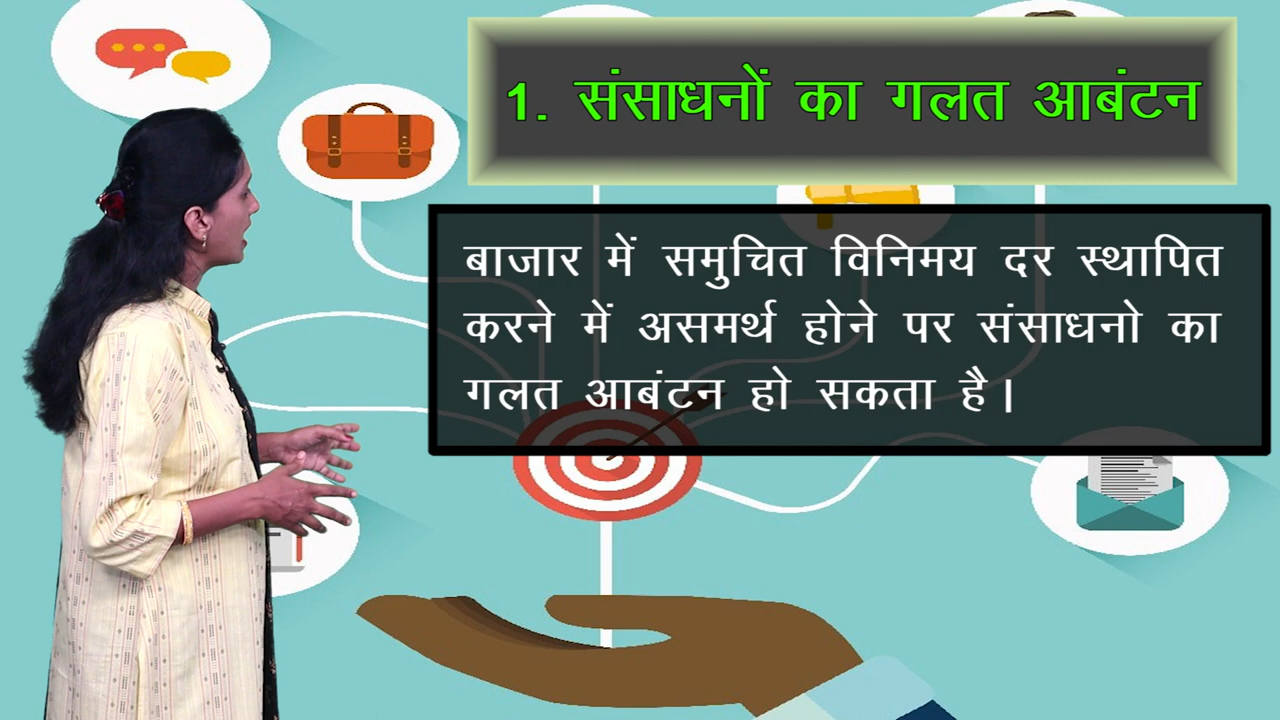 1. संसाधनों का गलत आबंटन
बाजार में समुचित विनिमय दर स्थापित
करने में असमर्थ होने पर संसाधनो का
गलत आबंटन हो सकता है।